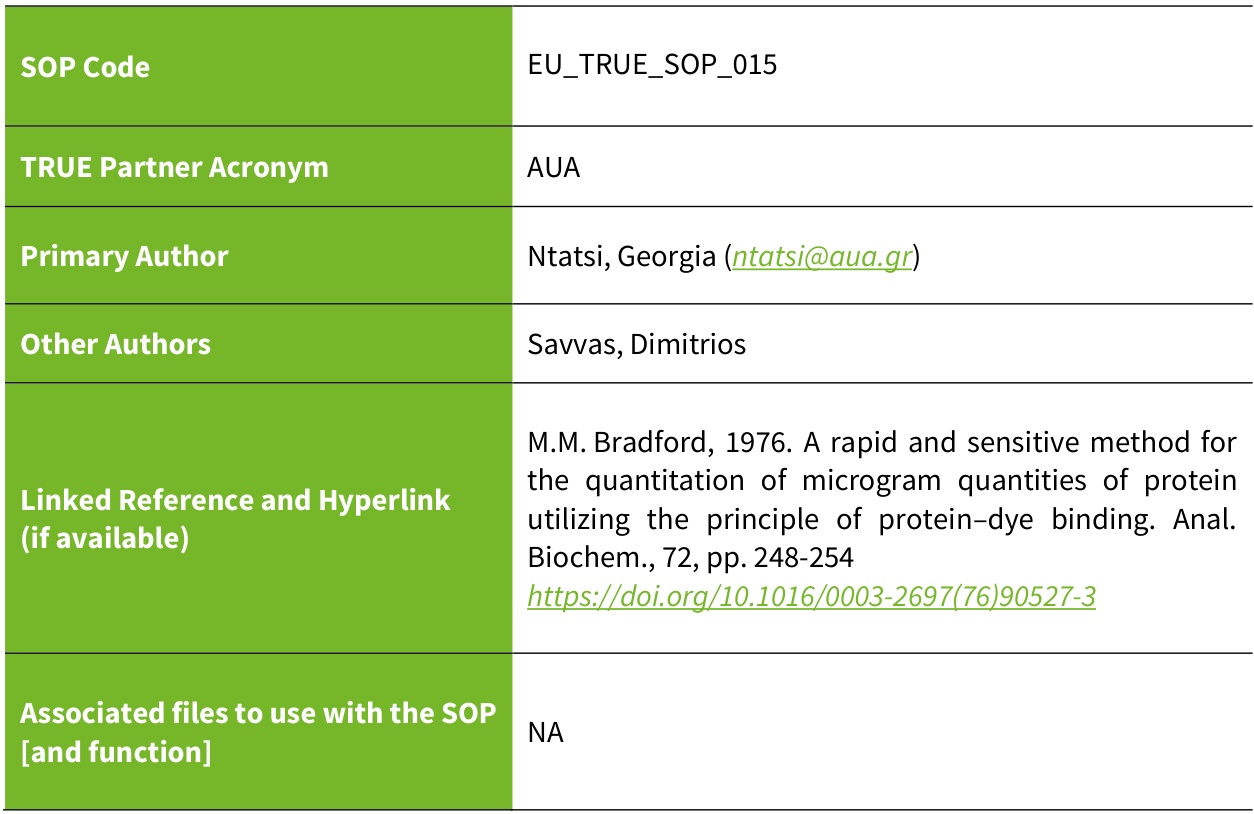 SOP Code
EU_TRUE_SOP_015
TRUE Partner Acronym
AUA
Primary Author
Ntatsi, Georgia (ntatsi@aua.gr)
Other Authors
Savvas, Dimitrios
Linked Reference and Hyperlink
(if available)
M.M. Bradford, 1976. A rapid and sensitive method for
the quantitation of microgram quantities of protein
utilizing the principle of protein–dye binding. Anal.
Biochem., 72, pp. 248-254
https://doi.org/10.1016/0003-2697(76)90527-3
Associated files to use with the SOP
[and function]
NA